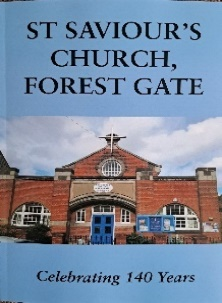 ST SAVIOUR'S
CHURCH,
FOREST GATE
Celebrating 140 Years